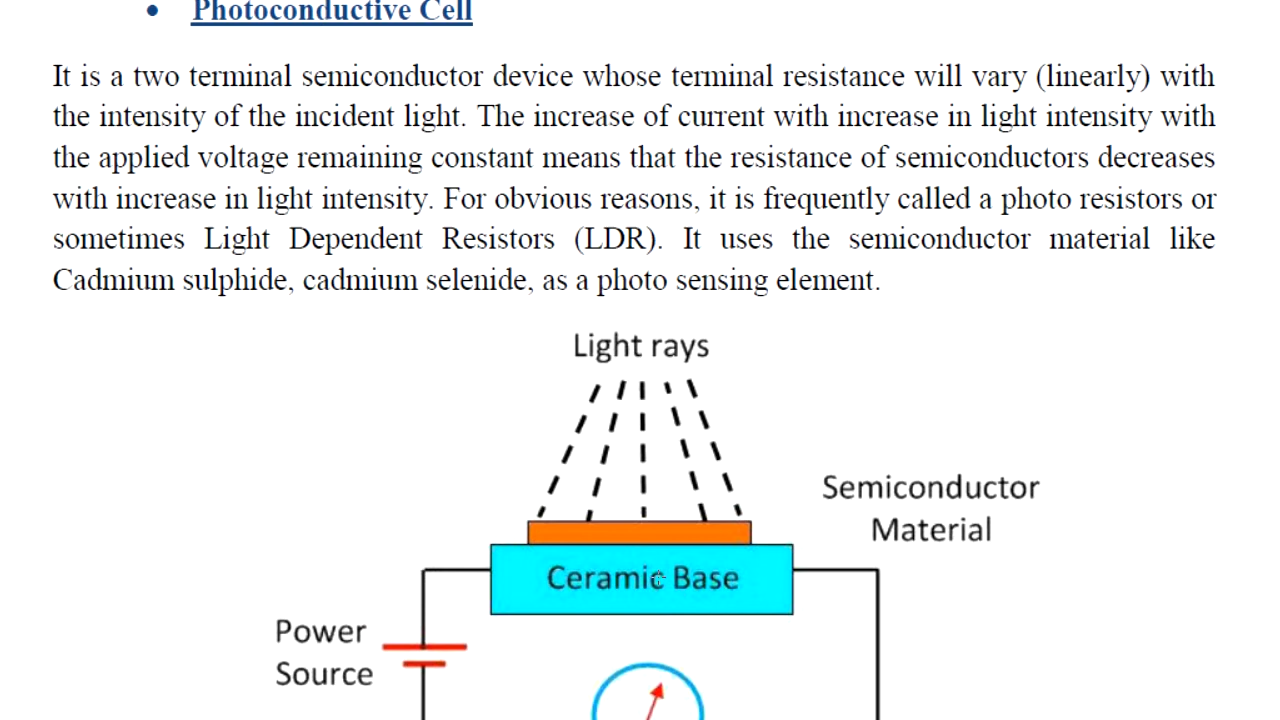 • Photoconductive Cell
It is a two terminal semiconductor device whose terminal resistance will vary (linearly) with
the intensity of the incident light. The increase of current with increase in light intensity with
the applied voltage remaining constant means that the resistance of semiconductors decreases
with increase in light intensity. For obvious reasons, it is frequently called a photo resistors or
sometimes Light Dependent Resistors (LDR). It uses the semiconductor material like
Cadmium sulphide, cadmium selenide, as a photo sensing element.
Light rays
Semiconductor
Material
Ceramic Base
Power
Source